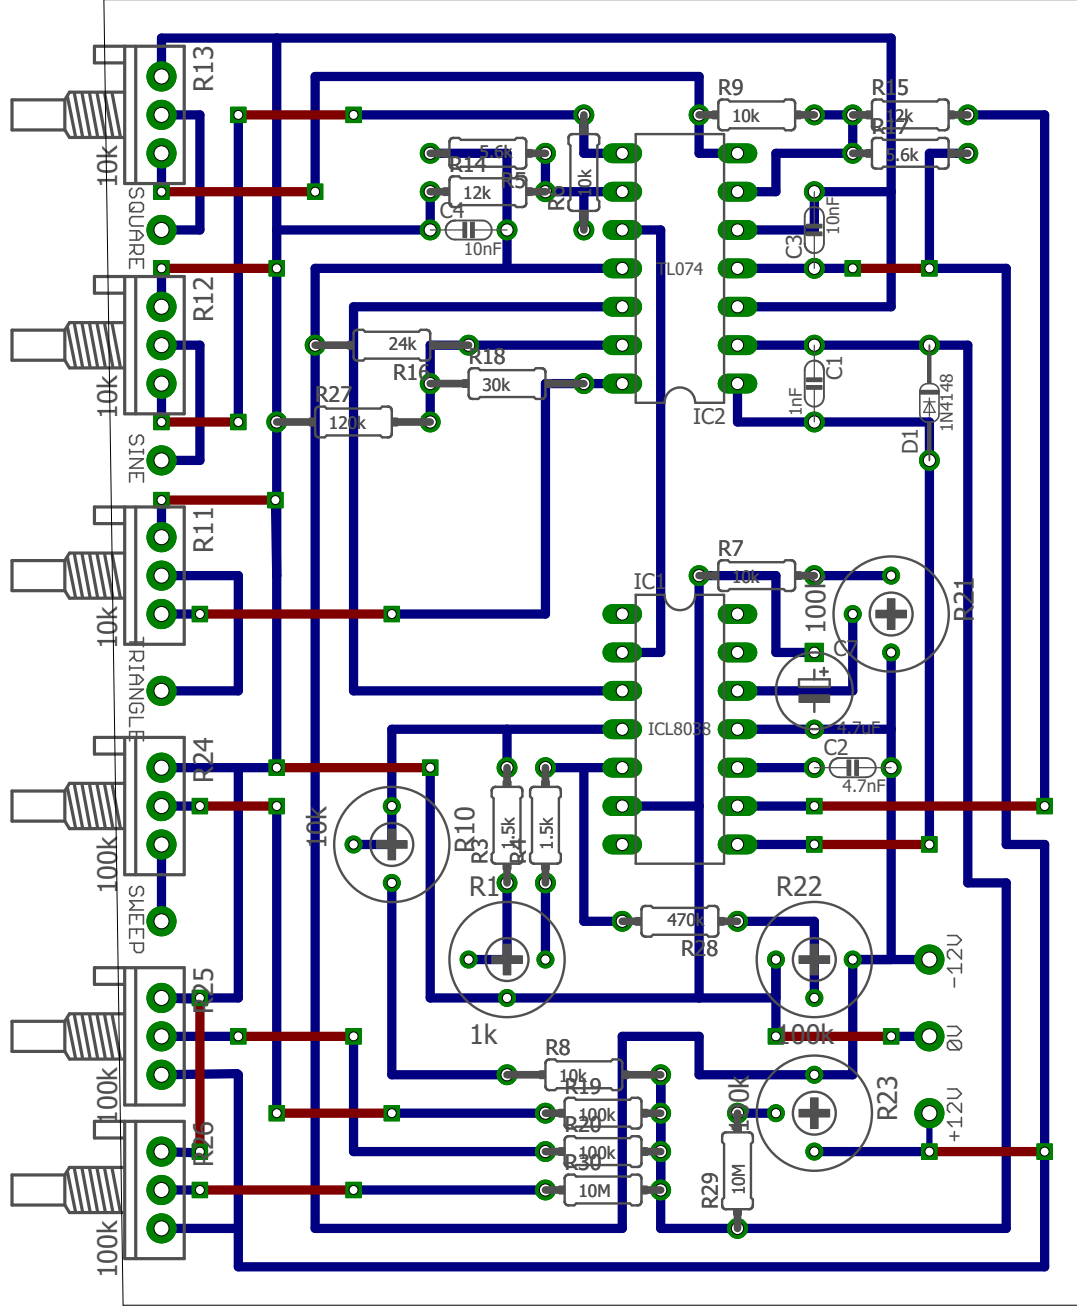 R13
10k
SQUARE
R9
10k
R15
12k
R17
5.6k
5.6k
R14
12k
R5
10k
C4
10nF
10nF
C3
TL074
R12
10k
SINE
24k
R16
R18
30k
R27
120k
C1
1nF
1N4148
D1
IC2
R11
10k
TRIANGLE
IC1
R7
10k
100k
R21
C7
+
4.7uF
ICL8038
C2
4.7nF
R24
100k
SWEEP
10k
R10
R3
1.5k
R4
1.5k
R1
1k
470k
R28
R22
100k
-12V
0V
+12V
R25
100k
R8
10k
R19
100k
R20
100k
R30
10M
100k
R23
R29
10M
R26
100k